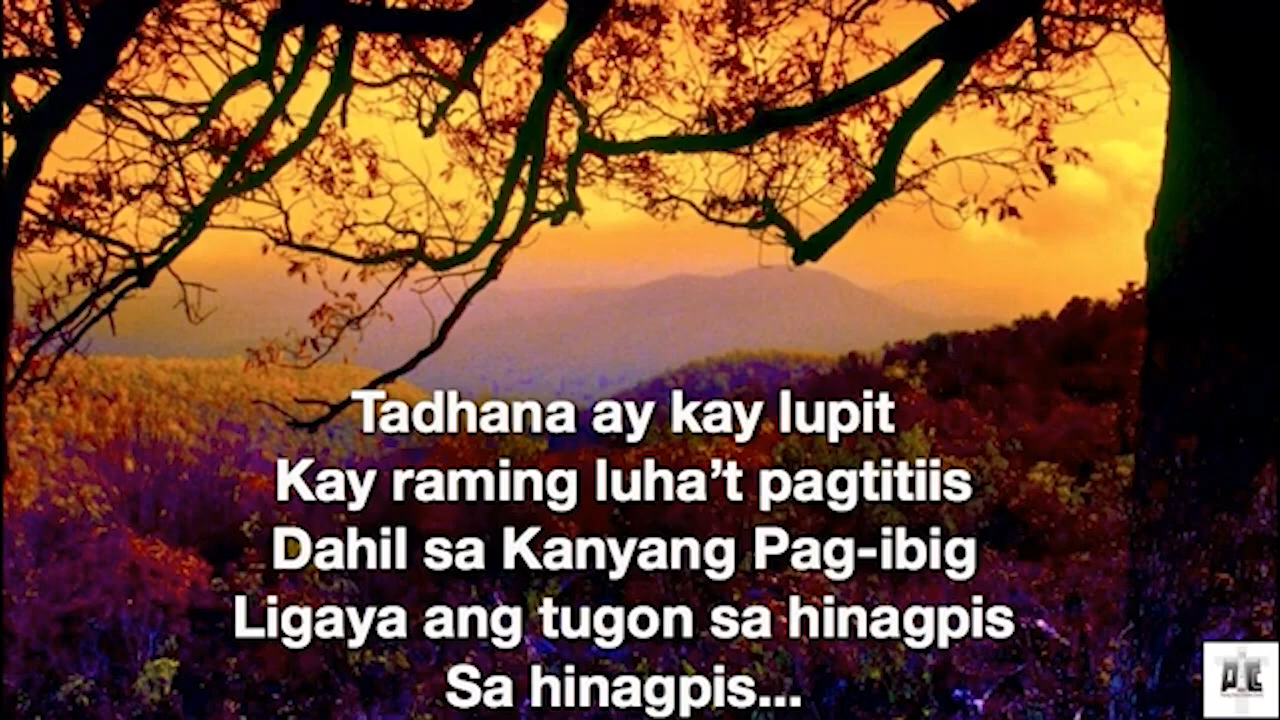 Tadhana ay kay lupit
Kay raming luha’t pagtitiis
Dahil sa Kanyang Pag-ibig
Ligaya ang tugon sa hinagpis
Sa hinagpis...